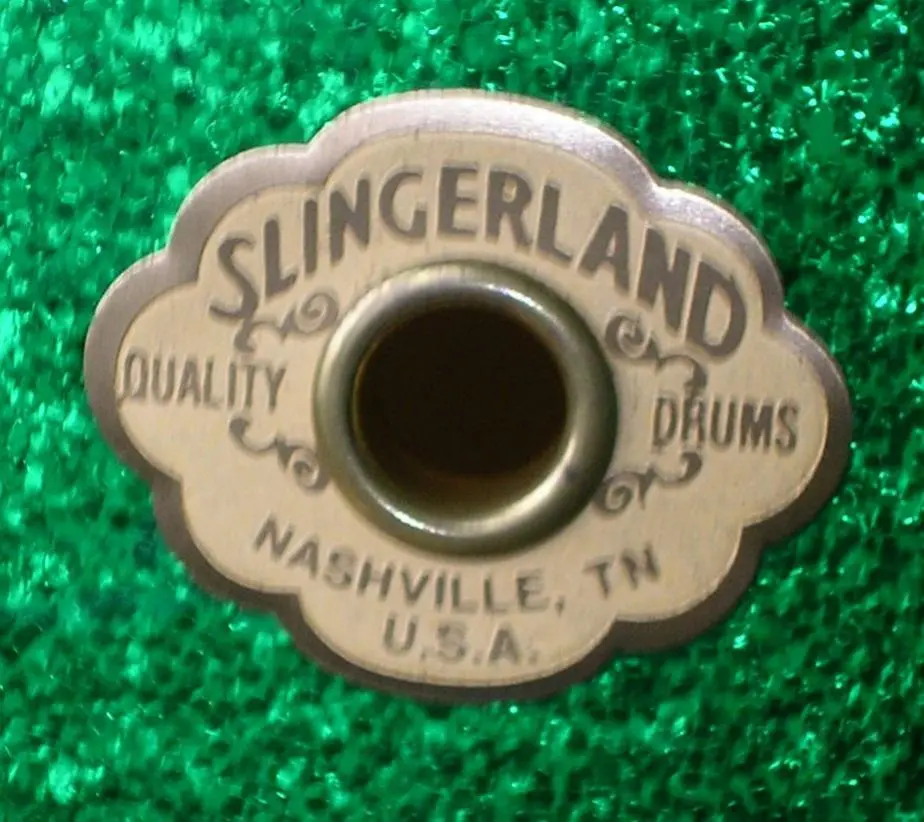 SLINGERLAND
QUALITY DRUMS
NASHVILLE, TN
U.S.A.